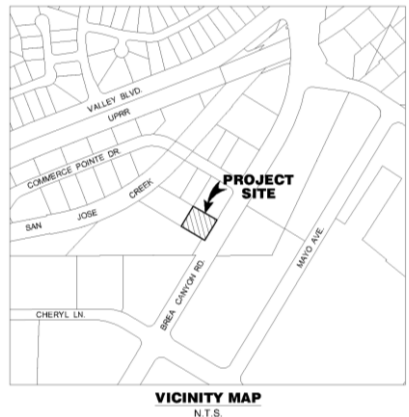 VALLEY BLVD.
UPRR
COMMERCE POINTE DR.
SAN JOSE CREEK
PROJECT
SITE
BREA CANYON RD.
MAYO AVE.
CHERYL LN.
VICINITY MAP
N.T.S.